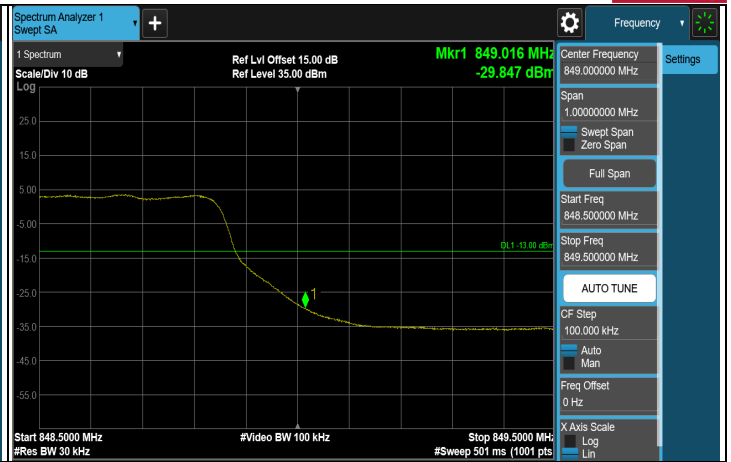 Spectrum Analyzer 1
Swept SA
+
Frequency
1 Spectrum
Scale/Div 10 dB
Log
Ref Lvl Offset 15.00 dB
Ref Level 35.00 dBm
Mkr1 849.016 MHz
-29.847 dBm
25.0
15.0
5.00
-5.00
-15.0
-25.0
-35.0
-45.0
-55.0
DL1 -13.00 dBm
1
Start 848.5000 MHz
#Res BW 30 kHz
#Video BW 100 kHz
Stop 849.5000 MHz
#Sweep 501 ms (1001 pts
Center Frequency
849.000000 MHz
Settings
Span
1.00000000 MHz
Swept Span
Zero Span
Full Span
Start Freq
848.500000 MHz
Stop Freq
849.500000 MHz
AUTO TUNE
CF Step
100.000 kHz
Auto
Man
Freq Offset
0 Hz
X Axis Scale
Log
Lin